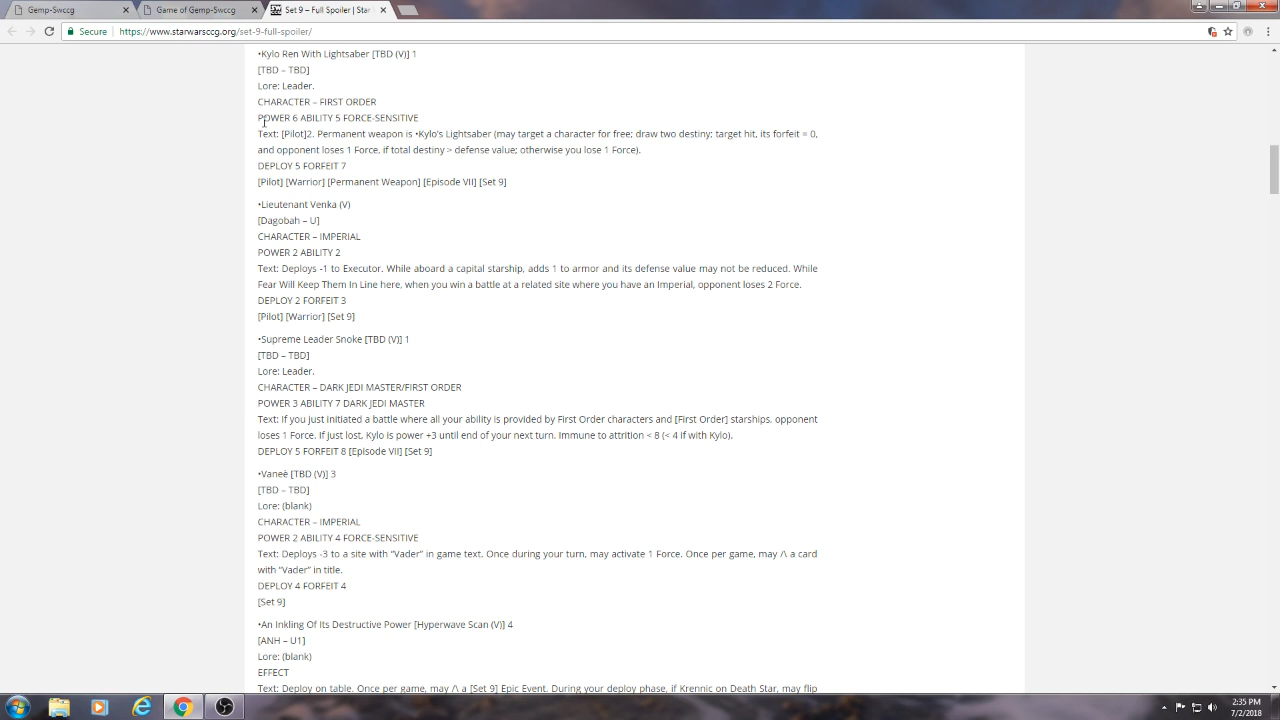 Gemp-Swccg
Game of Gemp-Swccg
Set 9 – Full Spoiler | Star
Secure
https://www.starwarsccg.org/set-9-full-spoiler/
•Kylo Ren With Lightsaber [TBD (V)] 1
[TBD – TBD]
Lore: Leader.
CHARACTER – FIRST ORDER
POWER 6 ABILITY 5 FORCE-SENSITIVE
Text: [Pilot]2. Permanent weapon is •Kylo's Lightsaber (may target a character for free; draw two destiny; target hit, its forfeit = 0,
and opponent loses 1 Force, if total destiny > defense value; otherwise you lose 1 Force).
DEPLOY 5 FORFEIT 7
[Pilot] [Warrior] [Permanent Weapon] [Episode VII] [Set 9]
•Lieutenant Venka (V)
[Dagobah – U]
CHARACTER – IMPERIAL
POWER 2 ABILITY 2
Text: Deploys -1 to Executor. While aboard a capital starship, adds 1 to armor and its defense value may not be reduced. While
Fear Will Keep Them In Line here, when you win a battle at a related site where you have an Imperial, opponent loses 2 Force.
DEPLOY 2 FORFEIT 3
[Pilot] [Warrior] [Set 9]
•Supreme Leader Snoke [TBD (V)] 1
[TBD – TBD]
Lore: Leader.
CHARACTER – DARK JEDI MASTER/FIRST ORDER
POWER 3 ABILITY 7 DARK JEDI MASTER
Text: If you just initiated a battle where all your ability is provided by First Order characters and [First Order] starships, opponent
loses 1 Force. If just lost, Kylo is power +3 until end of your next turn. Immune to attrition < 8 (< 4 if with Kylo).
DEPLOY 5 FORFEIT 8 [Episode VII] [Set 9]
•Vaneé [TBD (V)] 3
[TBD – TBD]
Lore: (blank)
CHARACTER – IMPERIAL
POWER 2 ABILITY 4 FORCE-SENSITIVE
Text: Deploys -3 to a site with “Vader” in game text. Once during your turn, may activate 1 Force. Once per game, may /\ a card
with “Vader” in title.
DEPLOY 4 FORFEIT 4
[Set 9]
•An Inkling Of Its Destructive Power [Hyperwave Scan (V)] 4
[ANH – U1]
Lore: (blank)
EFFECT
Text: Deploy on table. Once per game, may /\ a [Set 9] Epic Event. During your deploy phase, if Krennic on Death Star, may flip
2:35 PM
7/2/2018